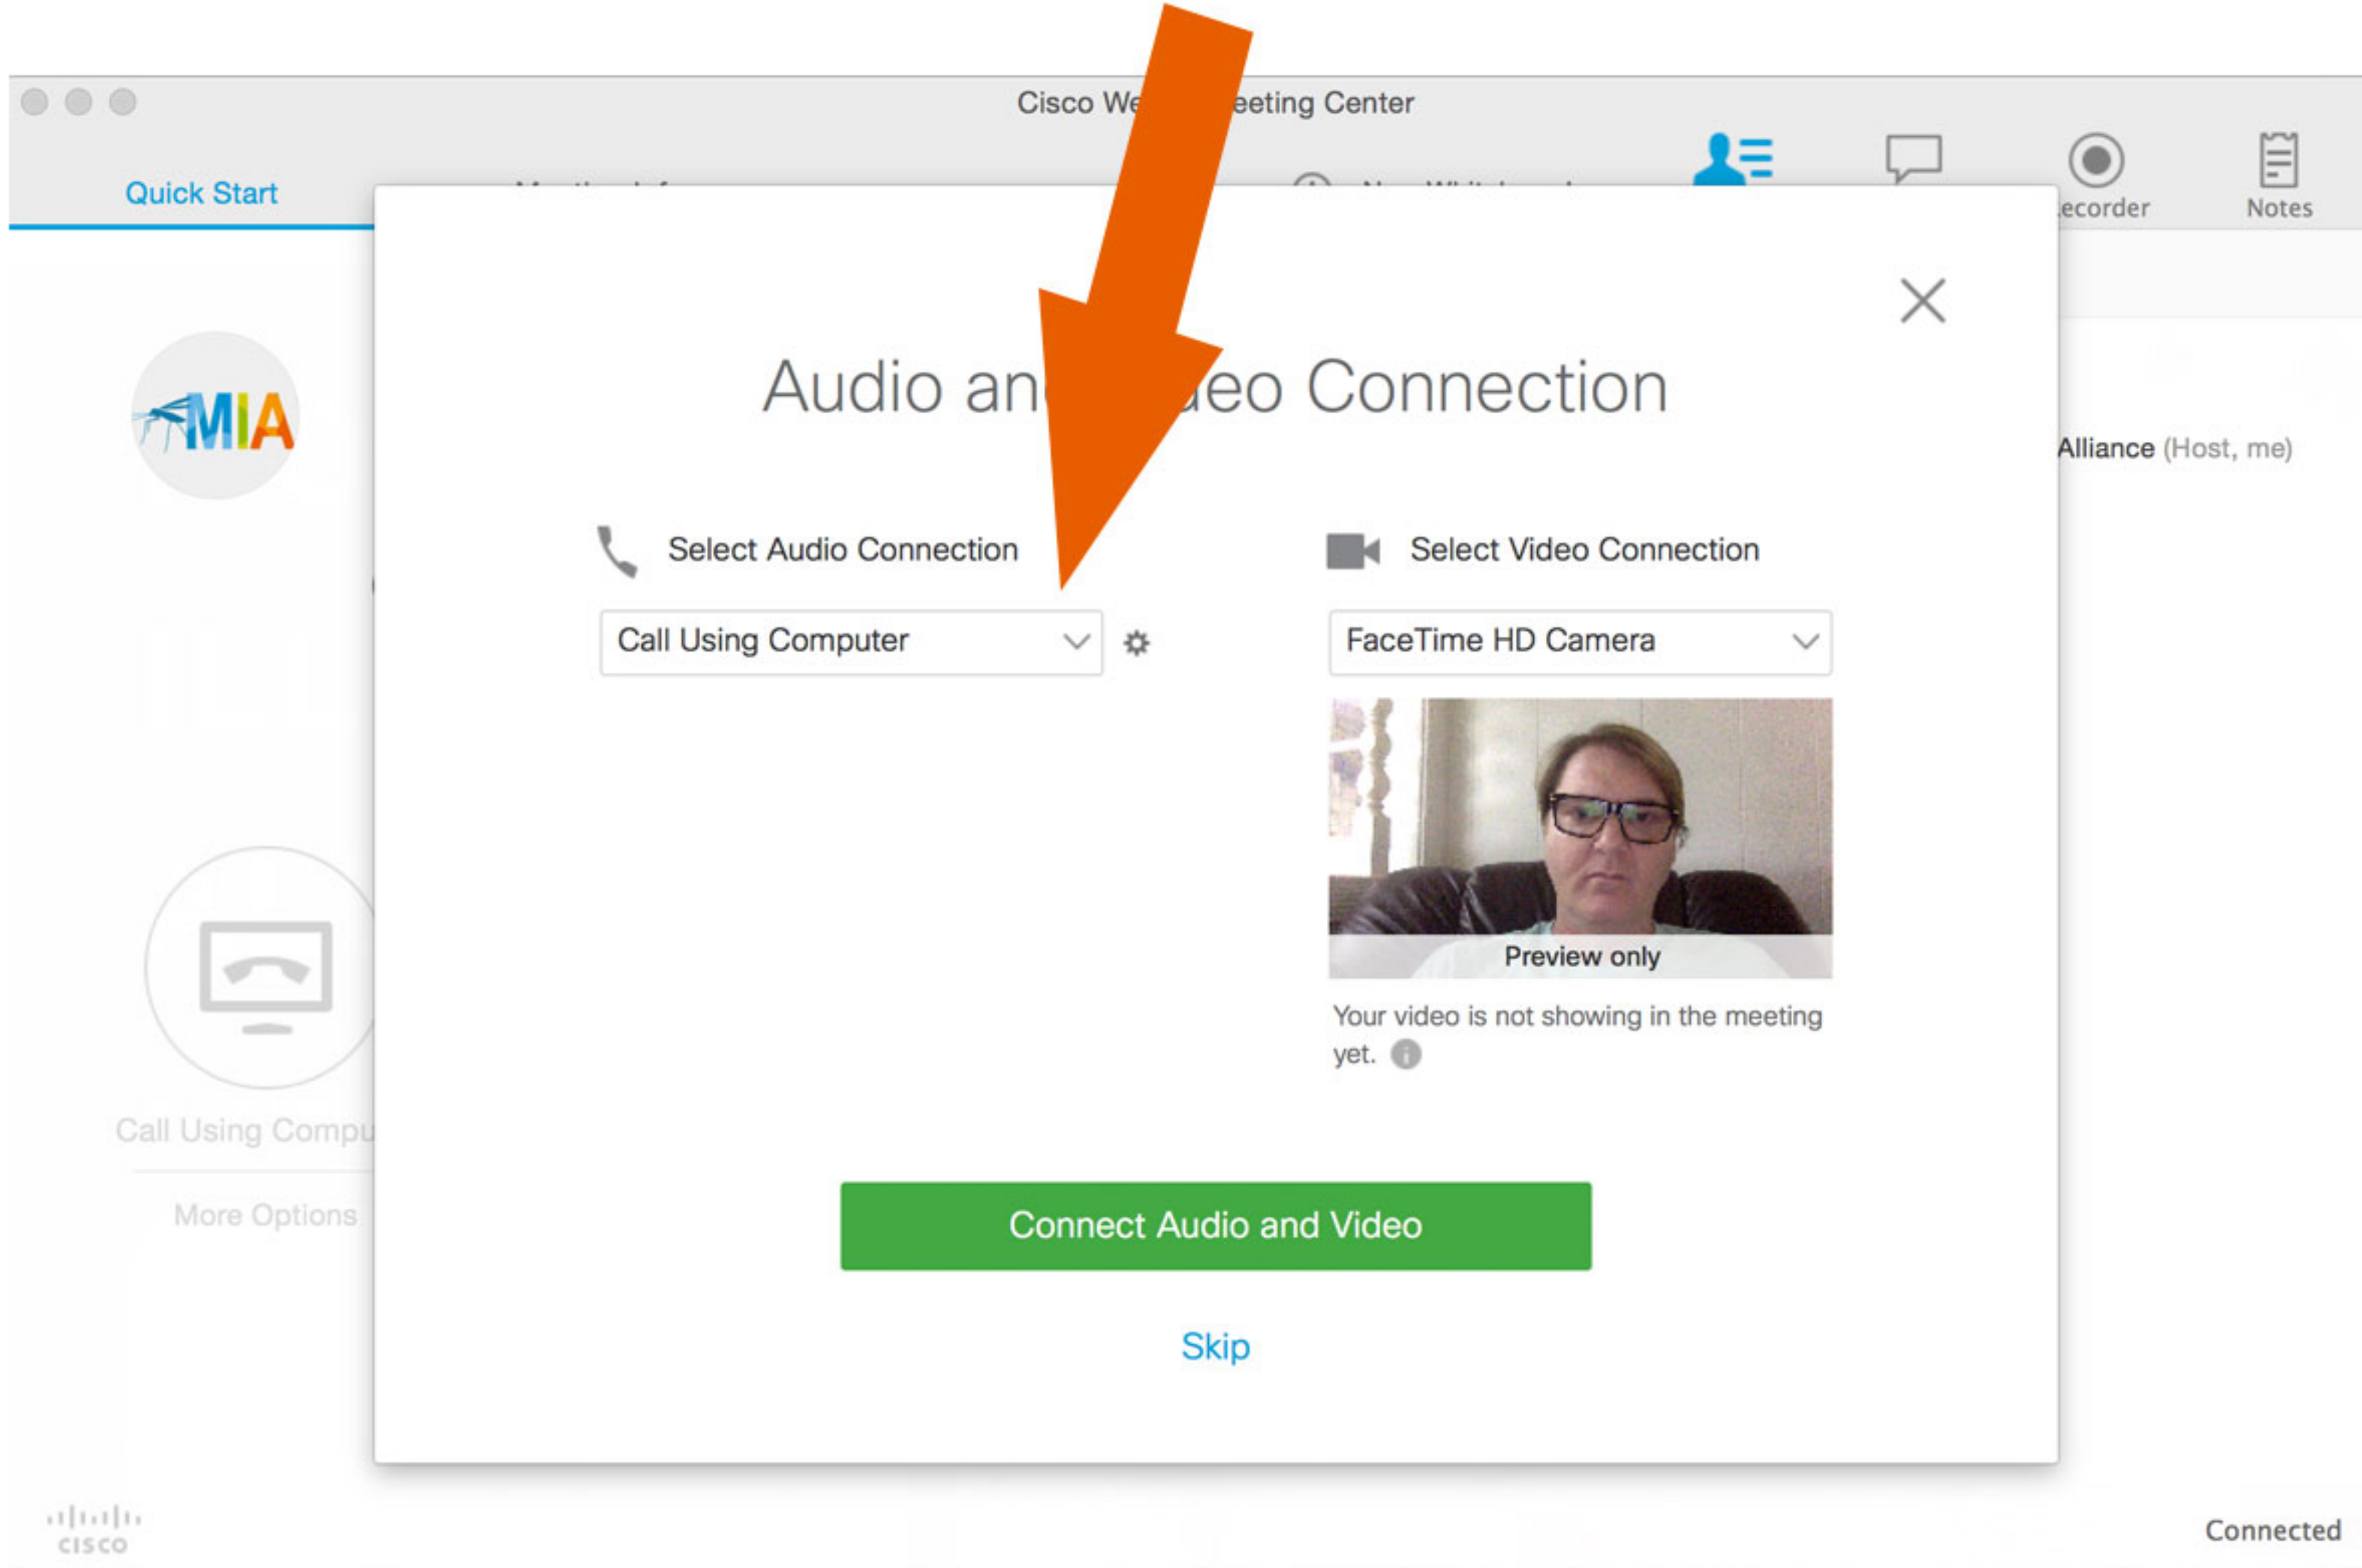 Cisco We eeting Center
Quick Start
ecorder
Notes
Audio an eo Connection
MIA
Alliance (Host, me)
Select Audio Connection
Select Video Connection
Call Using Computer
FaceTime HD Camera
Preview only
Your video is not showing in the meeting
yet.
Call Using Compu
More Options
Connect Audio and Video
Skip
CISCO
Connected